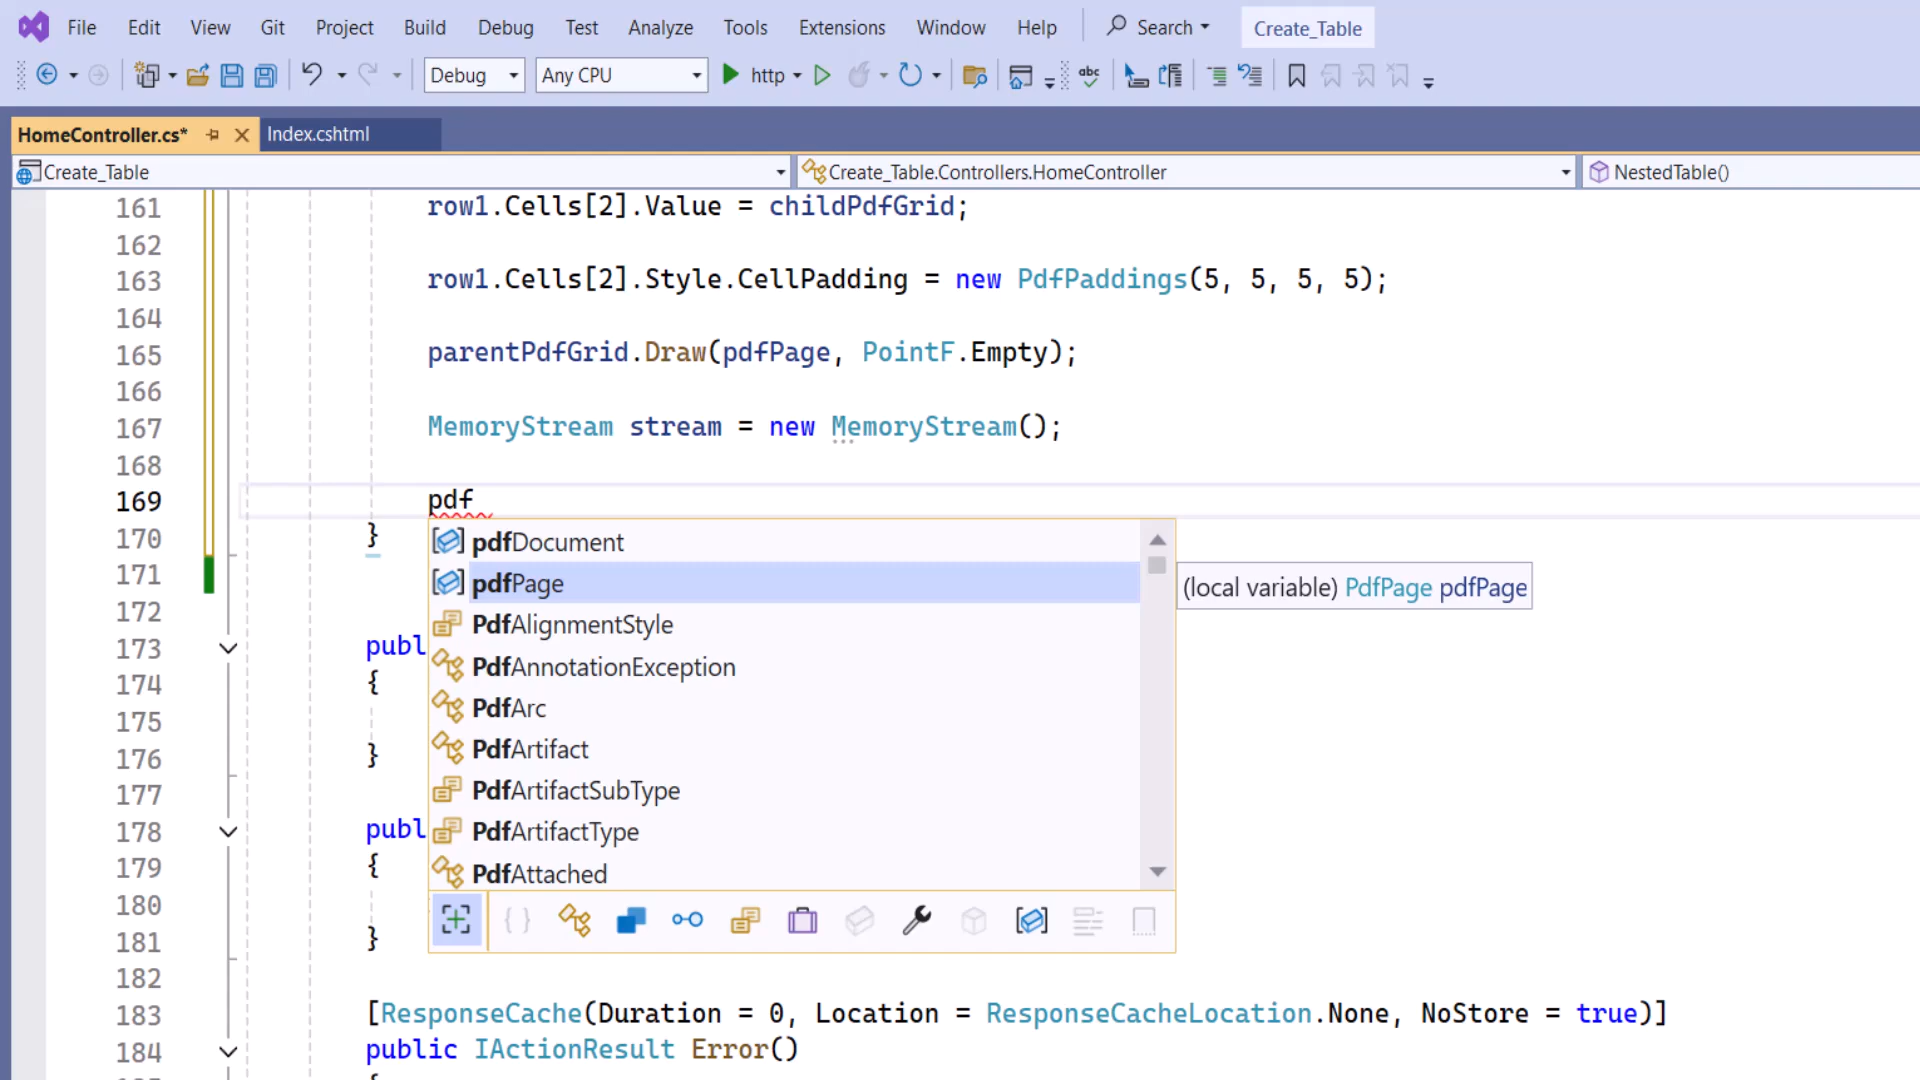 File Edit View Git Project Build Debug Test Analyze Tools Extensions Window Help Search Create_Table
Debug Any CPU http abc
HomeController.cs* Index.cshtml
Create_Table Create_Table.Controllers.HomeController NestedTable()
161 row1.Cells[2].Value = childPdfGrid;
162
163 row1.Cells[2].Style.CellPadding = new PdfPaddings(5, 5, 5, 5);
164
165 parentPdfGrid.Draw(pdfPage, PointF.Empty);
166
167 MemoryStream stream = new MemoryStream();
168
169 pdf
170 }
pdfDocument
171
pdfPage (local variable) PdfPage pdfPage
172 PdfAlignmentStyle
173 publ
PdfAnnotationException
174 {
PdfArc
175
PdfArtifact
176 }
177 PdfArtifactSubType
178 publ PdfArtifactType
179 { PdfAttached
180
181 }
182
183 [ResponseCache(Duration = 0, Location = ResponseCacheLocation.None, NoStore = true)]
184 public IActionResult Error()
{